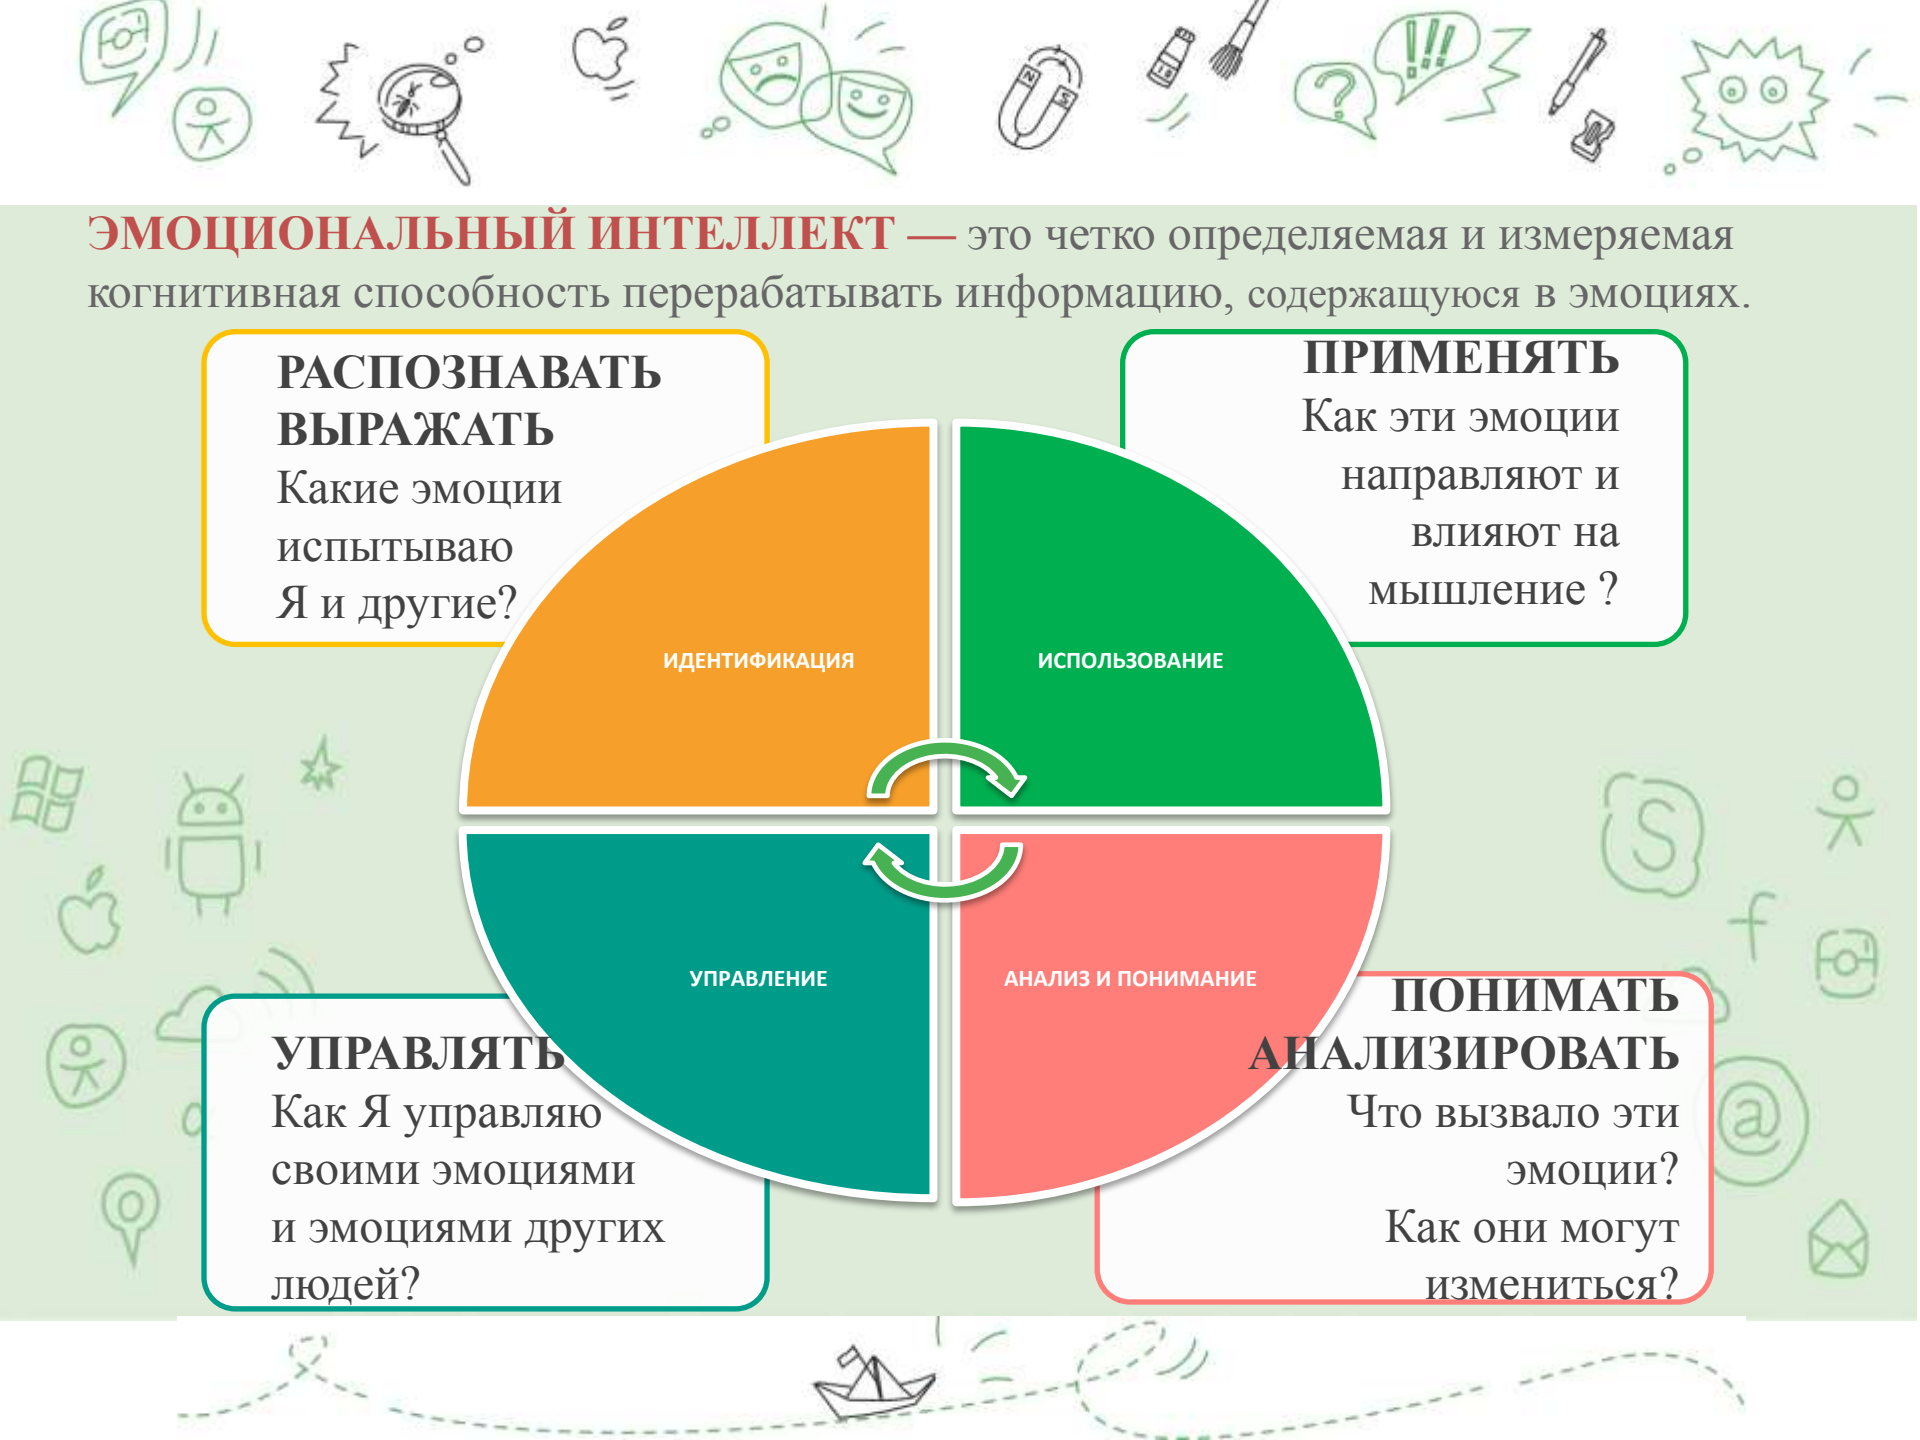 ЭМОЦИОНАЛЬНЫЙ ИНТЕЛЛЕКТ — это четко определяемая и измеряемая
когнитивная способность перерабатывать информацию, содержащуюся в эмоциях.
РАСПОЗНАВАТЬ
ВЫРАЖАТЬ
Какие эмоции
испытываю
Я и другие?
ПРИМЕНЯТЬ
Как эти эмоции
направляют и
влияют на
мышление ?
ИДЕНТИФИКАЦИЯ
ИСПОЛЬЗОВАНИЕ
УПРАВЛЕНИЕ
АНАЛИЗ И ПОНИМАНИЕ
УПРАВЛЯТЬ
Как Я управляю
своими эмоциями
и эмоциями других
людей?
ПОНИМАТЬ
АНАЛИЗИРОВАТЬ
Что вызвало эти
эмоции?
Как они могут
измениться?